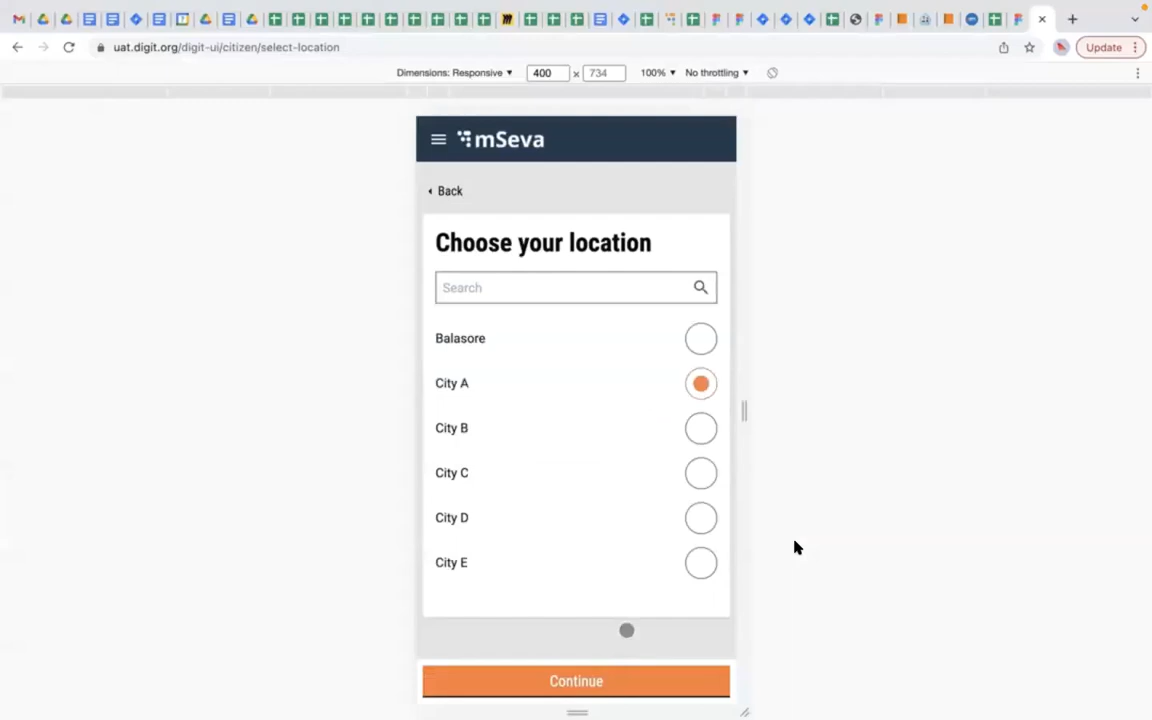 uat.digit.org/digit-ui/citizen/select-location
Update
Dimensions: Responsive 400 x 734 100% No throttling
mSeva
Back
Choose your location
Search
Balasore
City A
City B
City C
City D
City E
Continue